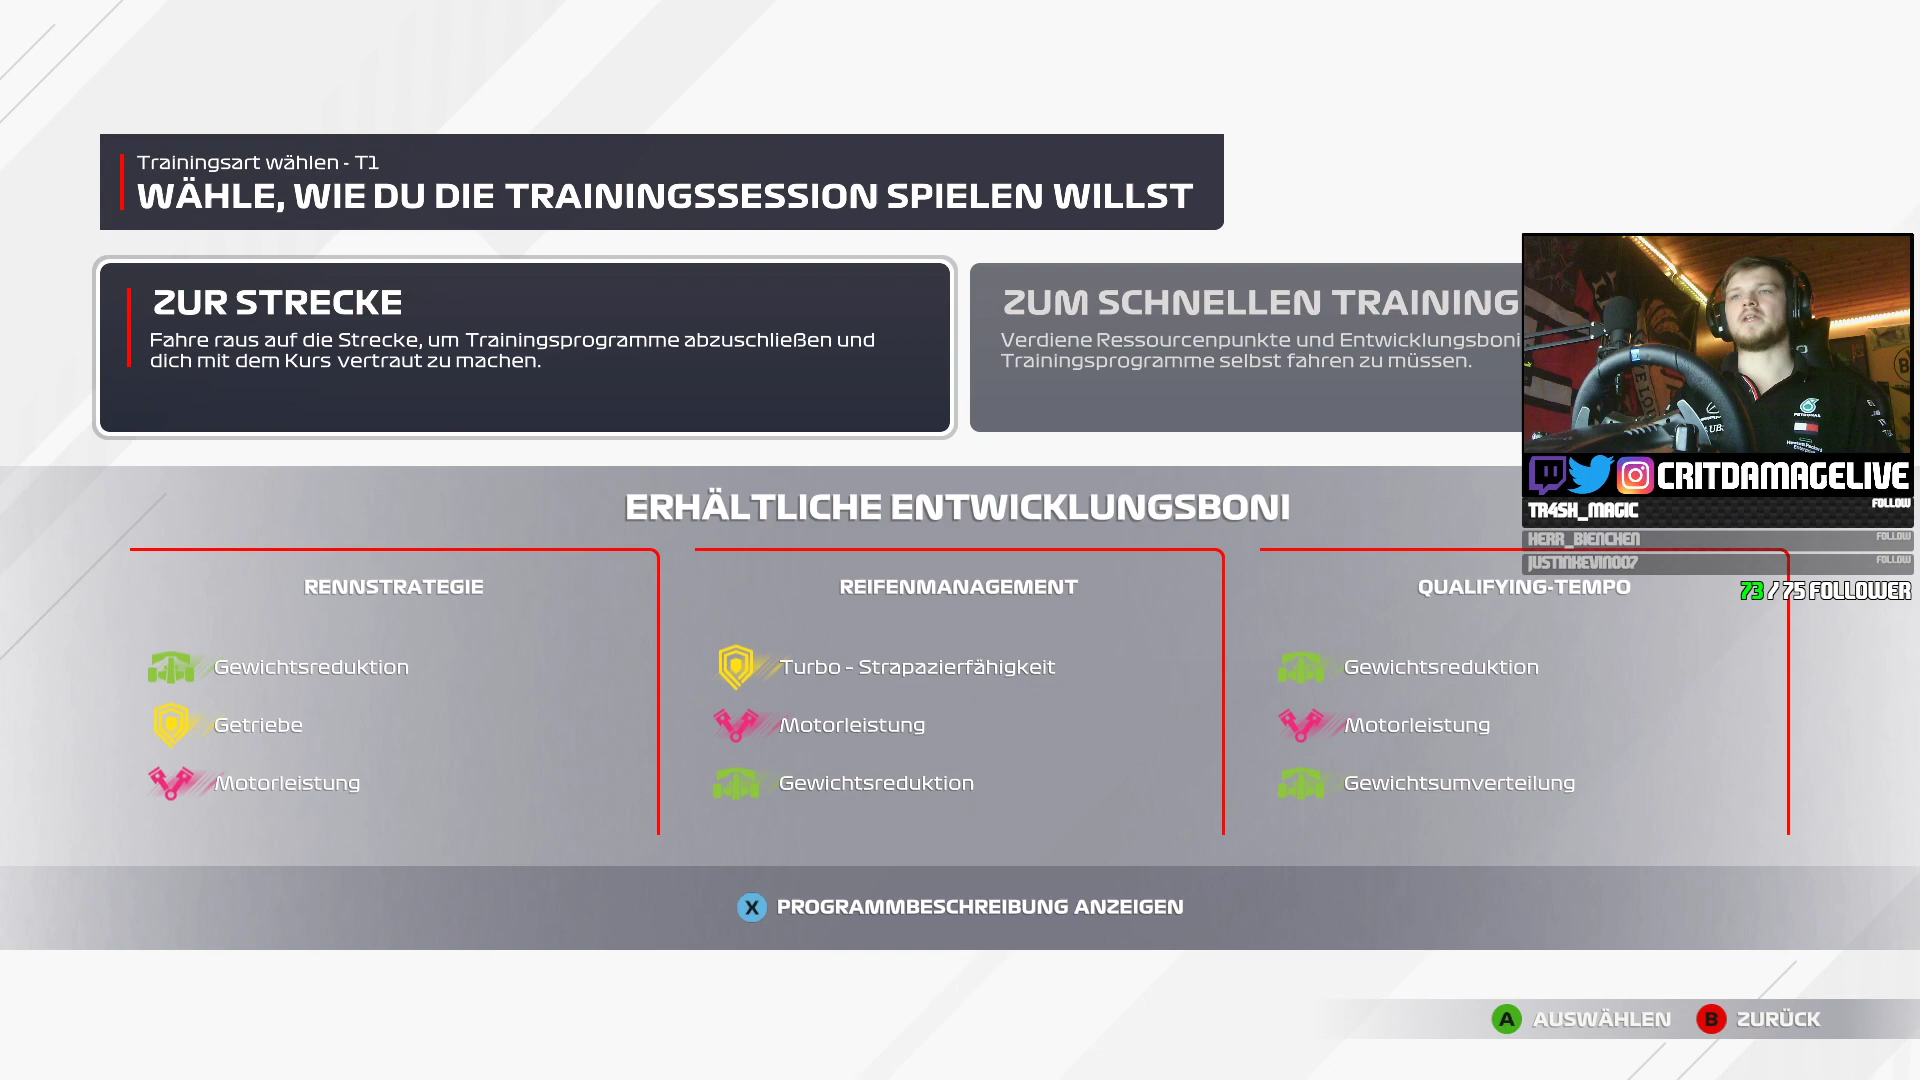 Trainingsart wählen - T1
WÄHLE, WIE DU DIE TRAININGSSESSION SPIELEN WILLST
ZUR STRECKE
Fahre raus auf die Strecke, um Trainingsprogramme abzuschließen und
dich mit dem Kurs vertraut zu machen.
ZUM SCHNELLEN TRAINING
Verdiene Ressourcenpunkte und Entwicklungsboni
Trainingsprogramme selbst fahren zu müssen.
PETRONAS
CRITDAMAGELIVE
TR4SH_MAGIC FOLLOW
HERR_BIENCHEN FOLLOW
JUSTINKEVIN007 FOLLOW
73 / 75 FOLLOWER
ERHÄLTLICHE ENTWICKLUNGSBONI
RENNSTRATEGIE
Gewichtsreduktion
Getriebe
Motorleistung
REIFENMANAGEMENT
Turbo - Strapazierfähigkeit
Motorleistung
Gewichtsreduktion
QUALIFYING-TEMPO
Gewichtsreduktion
Motorleistung
Gewichtsumverteilung
X PROGRAMMBESCHREIBUNG ANZEIGEN
A AUSWÄHLEN B ZURÜCK